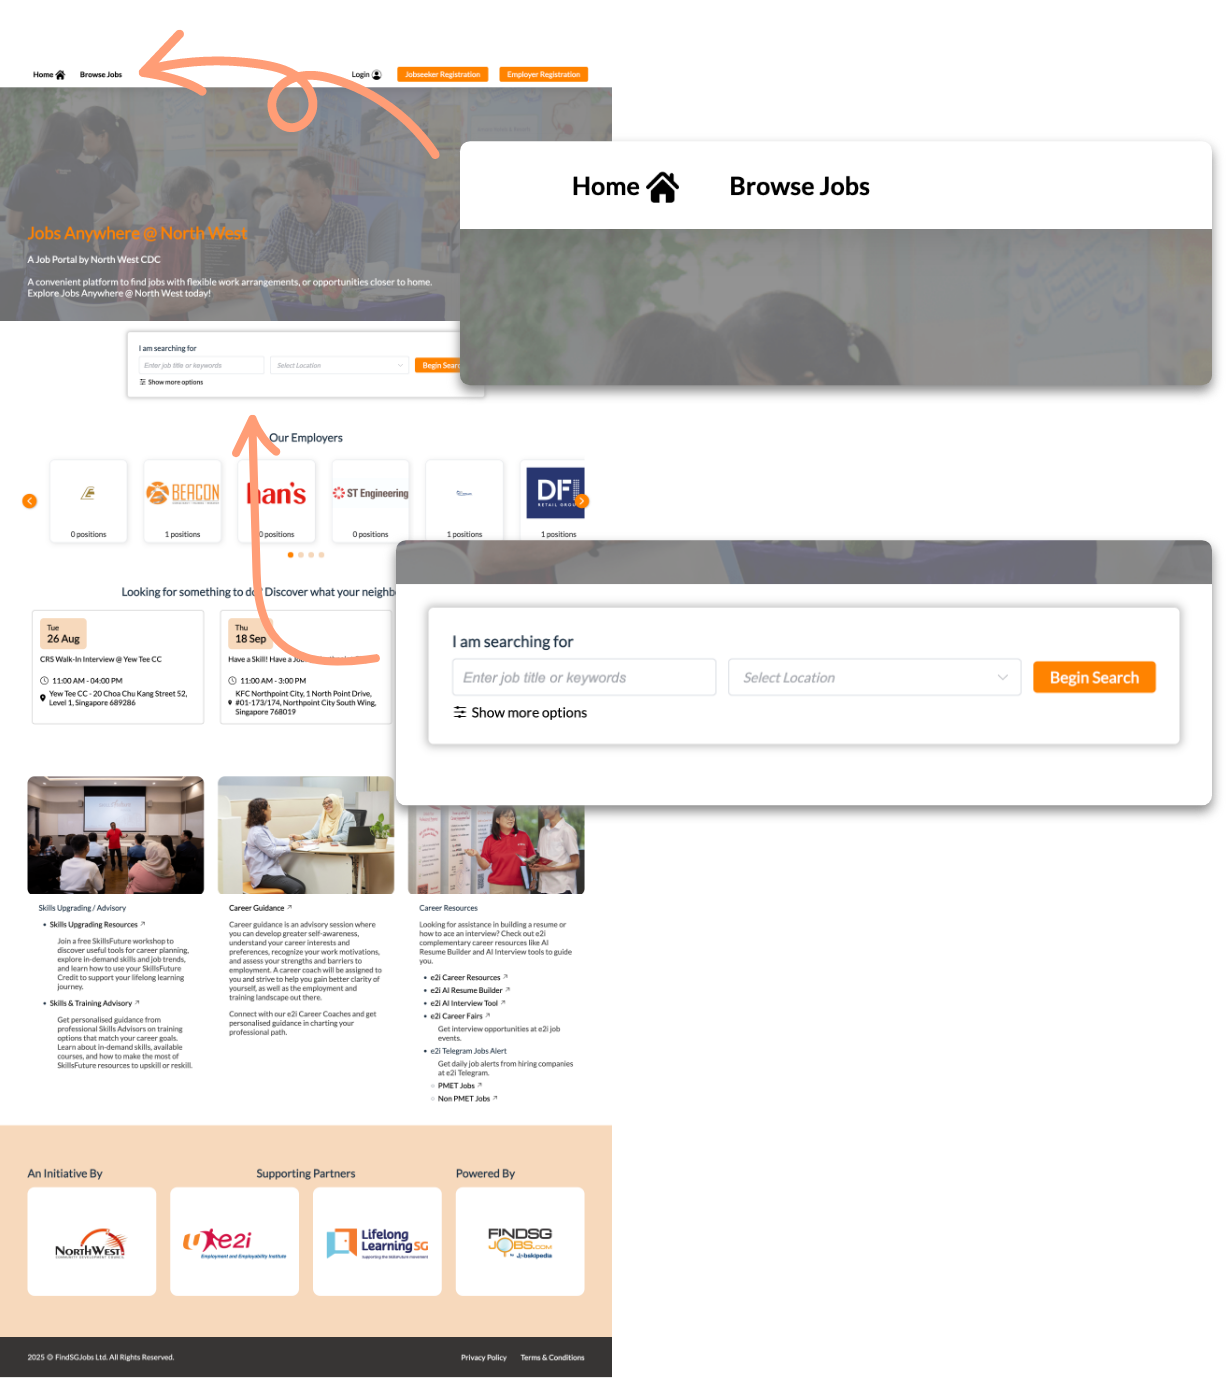 Home
Browse Jobs
Login
Jobseeker Registration
Employer Registration
Jobs Anywhere @ North West
A Job Portal by North West CDC
A convenient platform to find jobs with flexible work arrangements, or opportunities closer to home.
Explore Jobs Anywhere @ North West today!
Home
Browse Jobs
I am searching for
Enter job title or keywords
Select Location
Begin Searc
Show more options
Our Employers
BEACON
han's
ST Engineering
DFI
RETAIL GROUP
0 positions
1 positions
0 positions
0 positions
1 positions
1 positions
Looking for something to do? Discover what your neighb
Tue
26 Aug
CRS Walk-In Interview @ Yew Tee CC
11:00 AM - 04:00 PM
Yew Tee CC - 20 Choa Chu Kang Street 52,
Level 1, Singapore 689286
Thu
18 Sep
Have a Skill! Have a Job
11:00 AM - 3:00 PM
KFC Northpoint City, 1 North Point Drive,
#01-173/174, Northpoint City South Wing,
Singapore 768019
I am searching for
Enter job title or keywords
Select Location
Begin Search
Show more options
Skills Upgrading / Advisory
• Skills Upgrading Resources ↗
Join a free SkillsFuture workshop to
discover useful tools for career planning,
explore in-demand skills and job trends,
and learn how to use your SkillsFuture
Credit to support your lifelong learning
journey.
• Skills & Training Advisory ↗
Get personalised guidance from
professional Skills Advisors on training
options that match your career goals.
Learn about in-demand skills, available
courses, and how to make the most of
SkillsFuture resources to upskill or reskill.
Career Guidance ↗
Career guidance is an advisory session where
you can develop greater self-awareness,
understand your career interests and
preferences, recognize your work motivations,
and assess your strengths and barriers to
employment. A career coach will be assigned to
you and strive to help you gain better clarity of
yourself, as well as the employment and
training landscape out there.
Connect with our e2i Career Coaches and get
personalised guidance in charting your
professional path.
Career Resources
Looking for assistance in building a resume or
how to ace an interview? Check out e2i
complementary career resources like AI
Resume Builder and AI Interview tools to guide
you.
• e2i Career Resources ↗
• e2i AI Resume Builder ↗
• e2i AI Interview Tool ↗
• e2i Career Fairs ↗
Get interview opportunities at e2i job
events.
• e2i Telegram Jobs Alert
Get daily job alerts from hiring companies
at e2i Telegram.
○ PMET Jobs ↗
○ Non PMET Jobs ↗
An Initiative By
Supporting Partners
Powered By
NORTHWEST
COMMUNITY DEVELOPMENT COUNCIL
e2i
Employment and Employability Institute
Lifelong
Learning SG
supporting the SkillsFuture movement
FINDSG
JOBS.COM
by Jobskipedia
2025 © FindSGJobs Ltd. All Rights Reserved.
Privacy Policy
Terms & Conditions